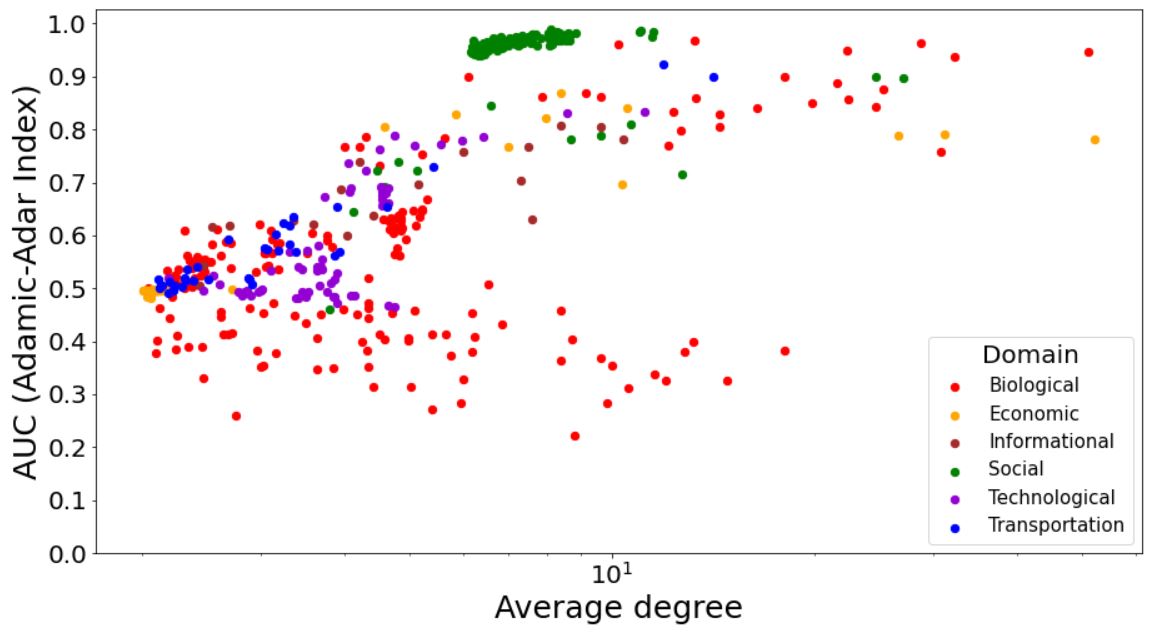 AUC (Adamic-Adar Index)
1.0
0.9
0.8
0.7
0.6
0.5
0.4
0.3
0.2
0.1
0.0
10¹
Average degree
Domain
Biological
Economic
Informational
Social
Technological
Transportation